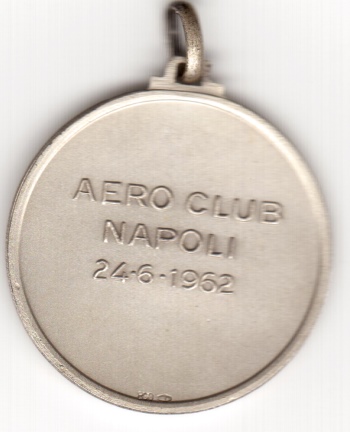 AERO CLUB
NAPOLI
24·6·1962